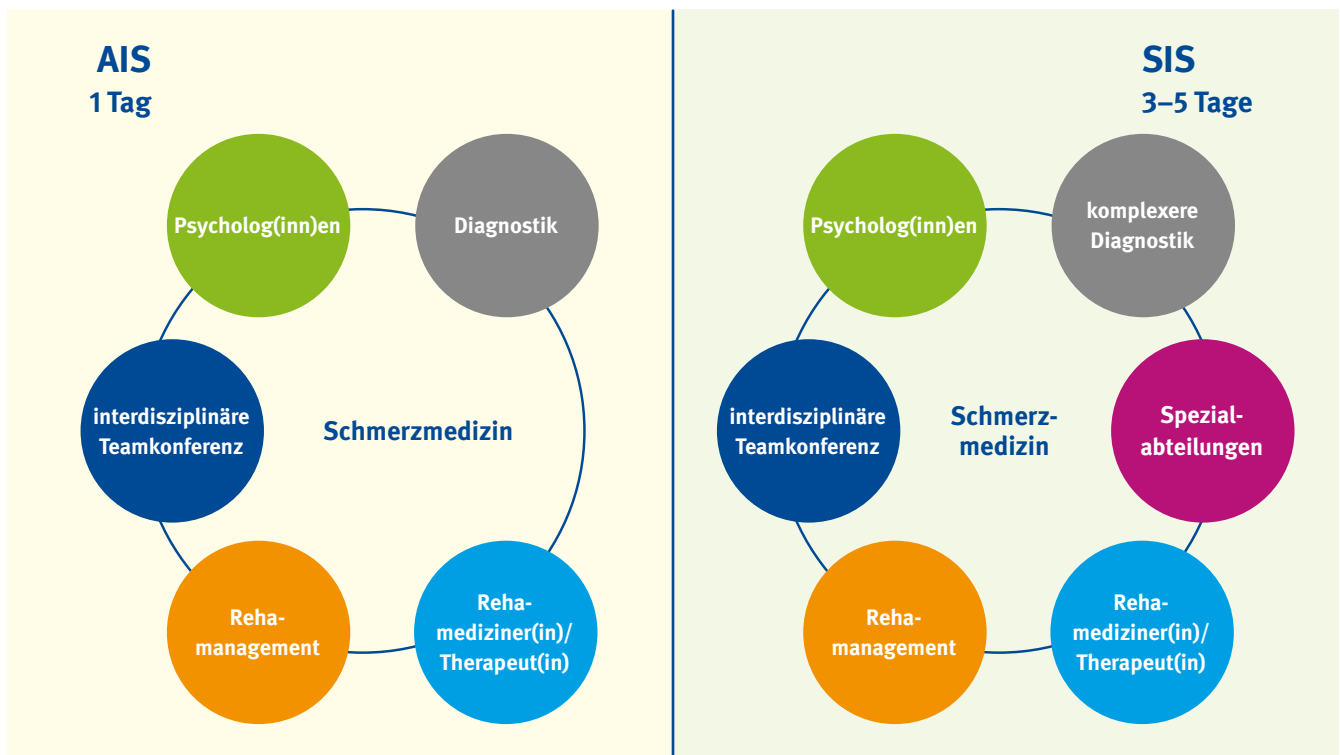 AIS
1 Tag
Psycholog(inn)en
Diagnostik
interdisziplinäre
Teamkonferenz
Schmerzmedizin
Reha-
management
Reha-
mediziner(in)/
Therapeut(in)
SIS
3–5 Tage
Psycholog(inn)en
komplexere
Diagnostik
interdisziplinäre
Teamkonferenz
Schmerz-
medizin
Spezial-
abteilungen
Reha-
management
Reha-
mediziner(in)/
Therapeut(in)